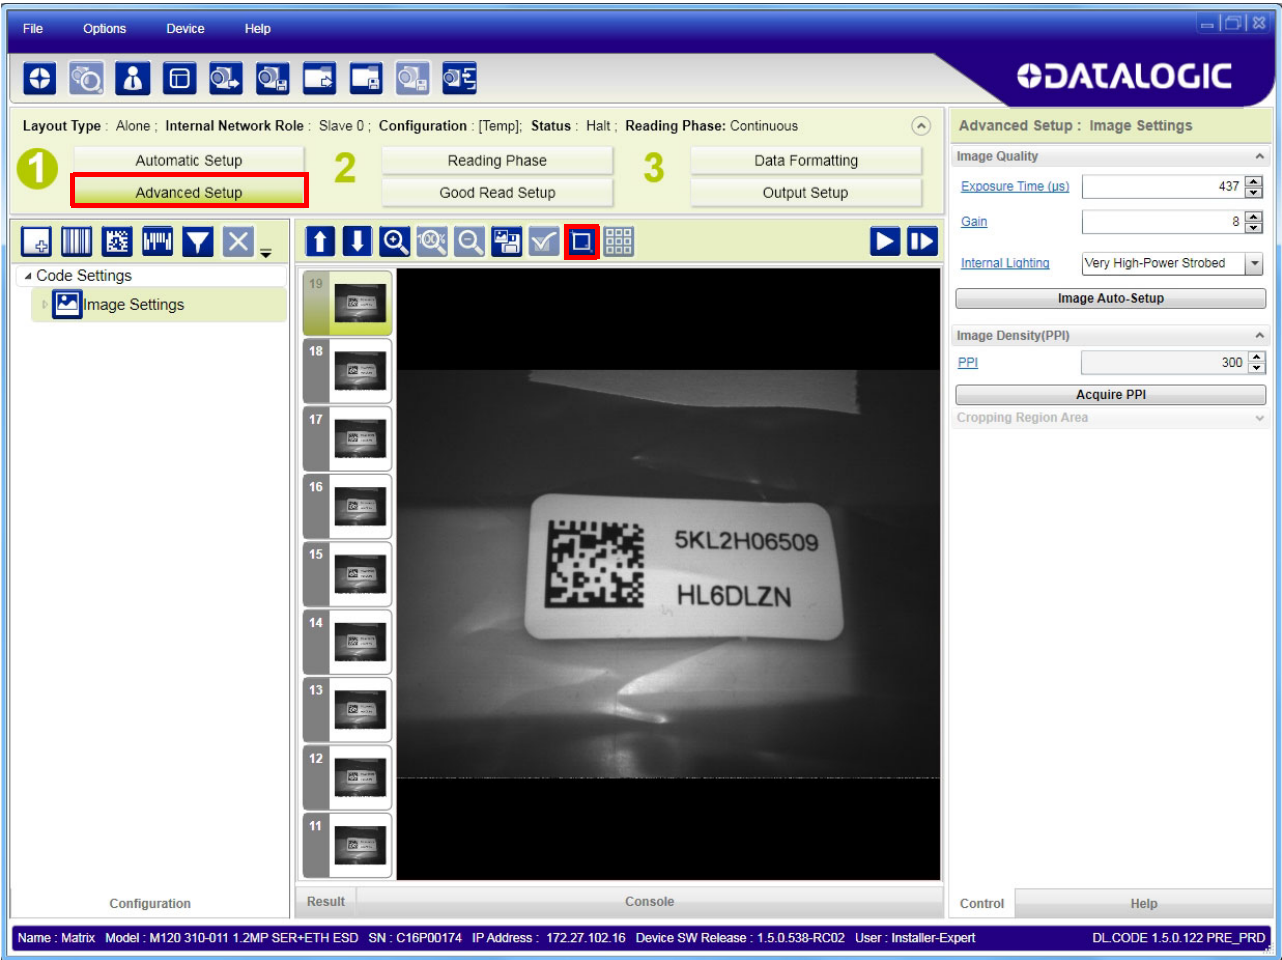 File Options Device Help
DATALOGIC
Layout Type : Alone ; Internal Network Role : Slave 0 ; Configuration : [Temp]; Status : Halt ; Reading Phase: Continuous
1 Automatic Setup 2 Reading Phase 3 Data Formatting
Advanced Setup Good Read Setup Output Setup
Code Settings
Image Settings
100%
19
18
17
16
15
14
13
12
11
5KL2H06509
HL6DLZN
Configuration
Result Console
Advanced Setup : Image Settings
Image Quality
Exposure Time (µs) 437
Gain 8
Internal Lighting Very High-Power Strobed
Image Auto-Setup
Image Density(PPI)
PPI 300
Acquire PPI
Cropping Region Area
Control Help
Name : Matrix Model : M120 310-011 1.2MP SER+ETH ESD SN : C16P00174 IP Address : 172.27.102.16 Device SW Release : 1.5.0.538-RC02 User : Installer-Expert DL.CODE 1.5.0.122 PRE_PRD